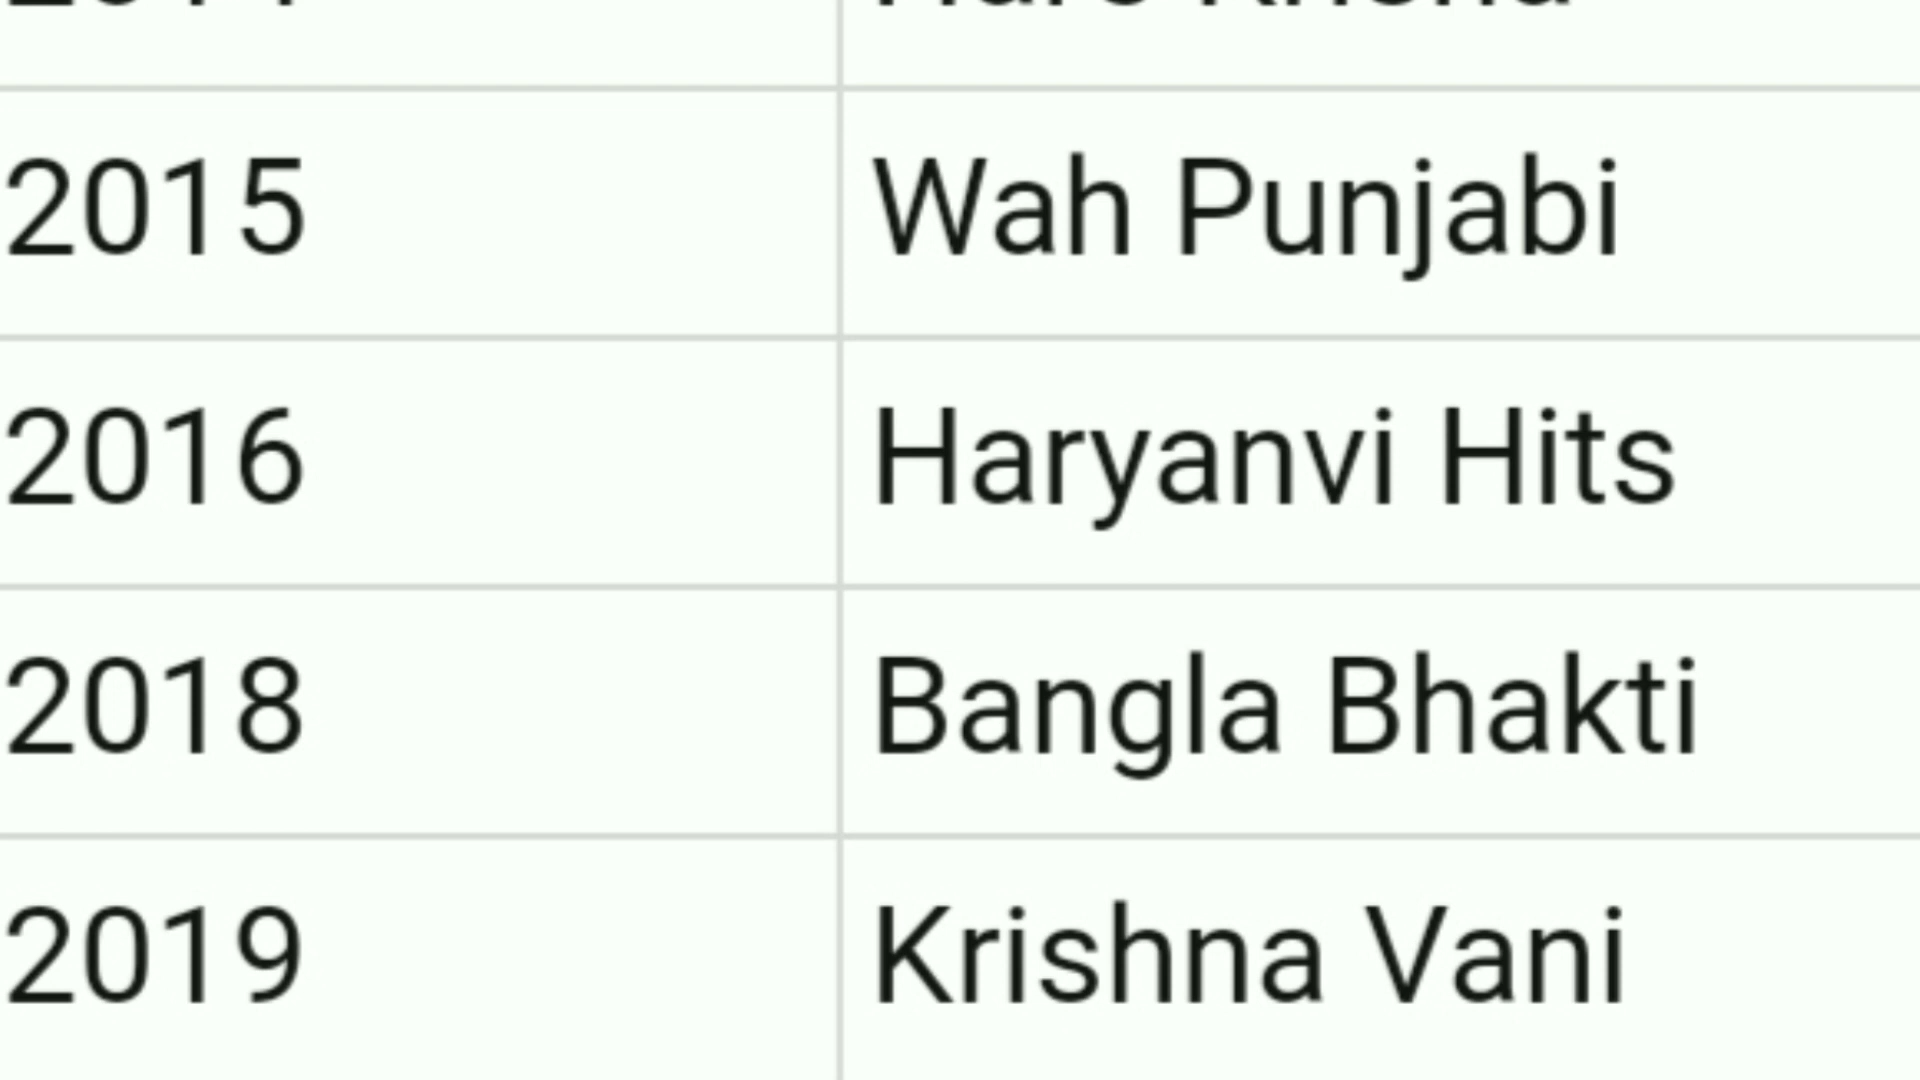 2015 Wah Punjabi
2016 Haryanvi Hits
2018 Bangla Bhakti
2019 Krishna Vani